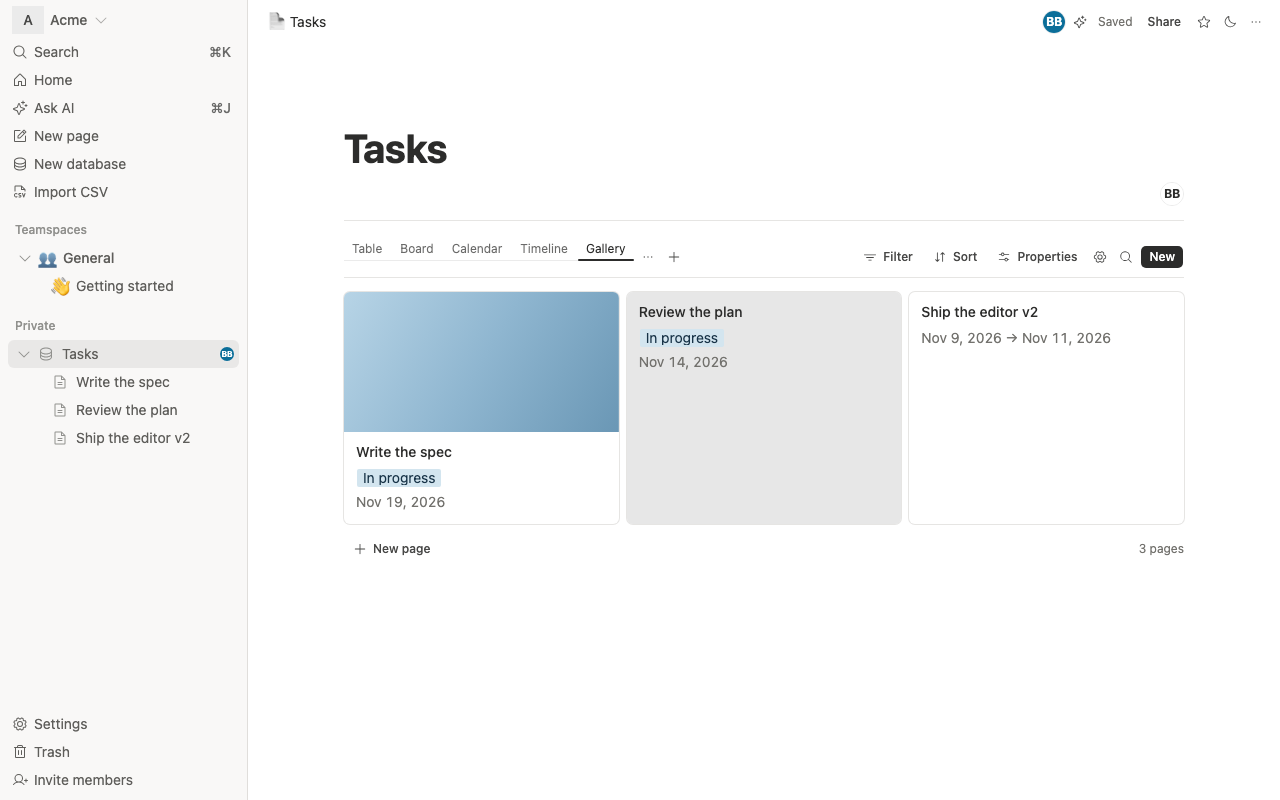 A Acme
Search ⌘K
Home
Ask AI ⌘J
New page
New database
Import CSV
Teamspaces
General
Getting started
Private
Tasks BB
Write the spec
Review the plan
Ship the editor v2
Settings
Trash
Invite members
Tasks
BB Saved Share
Tasks
BB
Table Board Calendar Timeline Gallery ... +
Filter Sort Properties New
Write the spec
In progress
Nov 19, 2026
Review the plan
In progress
Nov 14, 2026
Ship the editor v2
Nov 9, 2026 → Nov 11, 2026
+ New page
3 pages